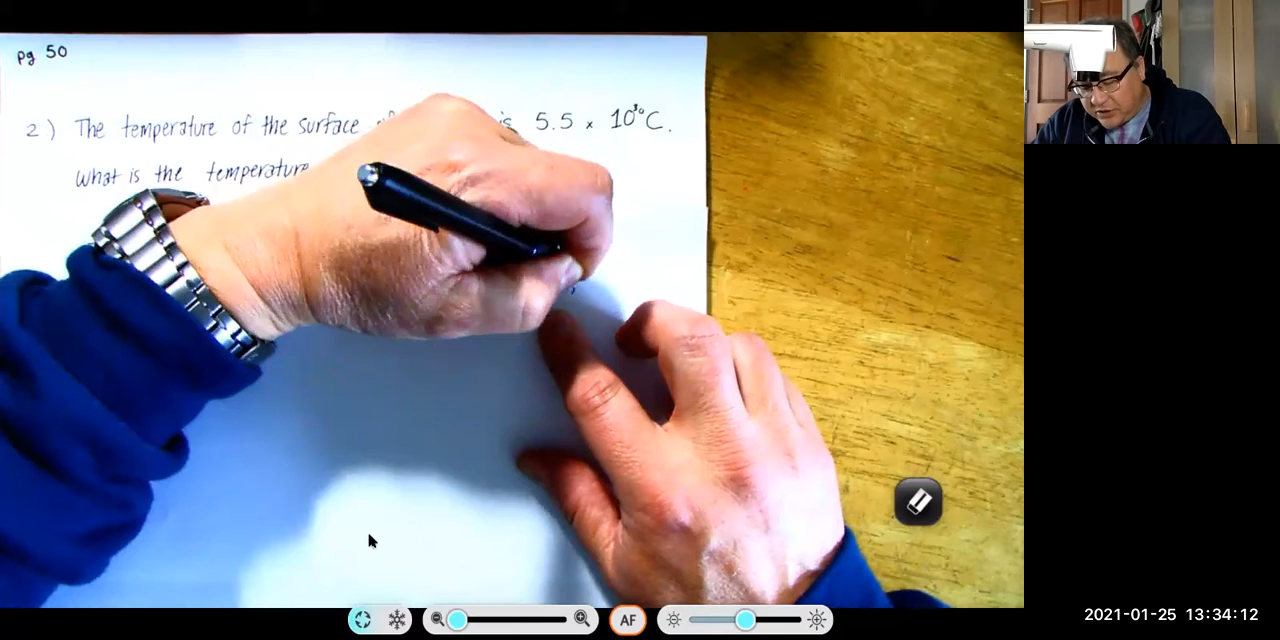 pg 50
2) The temperature of the surface is 5.5 x 10³°C.
What is the temperature
AF
2021-01-25 13:34:12